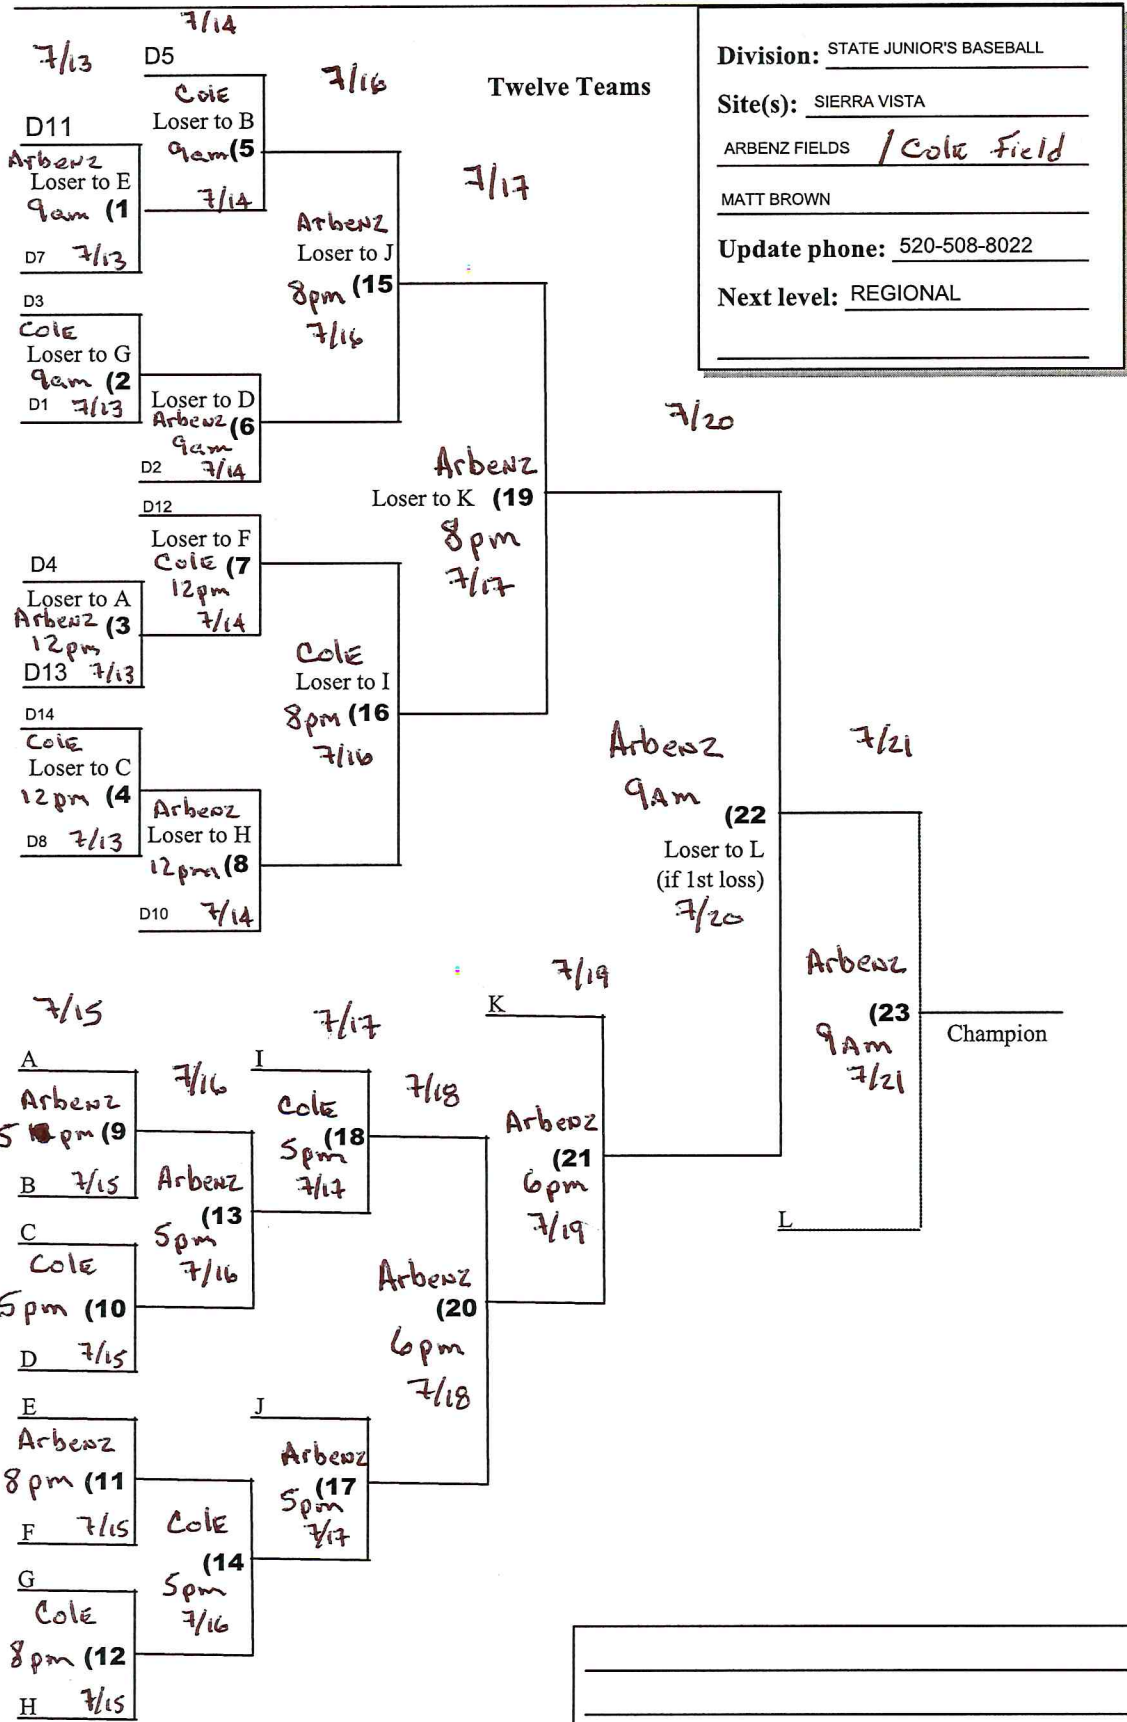 Twelve Teams
Division: STATE JUNIOR'S BASEBALL
Site(s): SIERRA VISTA
ARBENZ FIELDS / Cole Field
MATT BROWN
Update phone: 520-508-8022
Next level: REGIONAL
7/13
7/14
7/16
7/17
7/20
7/21
D11
Arbenz
Loser to E
9am (1
D7 7/13
D3
Cole
Loser to G
9am (2
D1 7/13
D4
Loser to A
Arbenz (3
12pm
D13 7/13
D14
Cole
Loser to C
12pm (4
D8 7/13
D5
Cole
Loser to B
9am (5
7/14
Loser to D
Arbenz (6
9am
D2 7/14
D12
Loser to F
Cole (7
12pm
7/14
Arbenz
Loser to H
12pm (8
D10 7/14
Arbenz
Loser to J
8pm (15
7/16
Cole
Loser to I
8pm (16
7/16
Arbenz
Loser to K (19
8pm
7/17
Arbenz
9AM
(22
Loser to L
(if 1st loss)
7/20
Arbenz
(23
9AM
7/21
Champion
L
7/15
7/16
7/17
7/18
7/19
A
Arbenz
5 pm (9
B 7/15
C
Cole
5pm (10
D 7/15
E
Arbenz
8pm (11
F 7/15
G
Cole
8pm (12
H 7/15
Arbenz
(13
5pm
7/16
Cole
(14
5pm
7/16
I
Cole
(18
5pm
7/17
J
Arbenz
(17
5pm
7/17
Arbenz
(20
6pm
7/18
K
Arbenz
(21
6pm
7/19